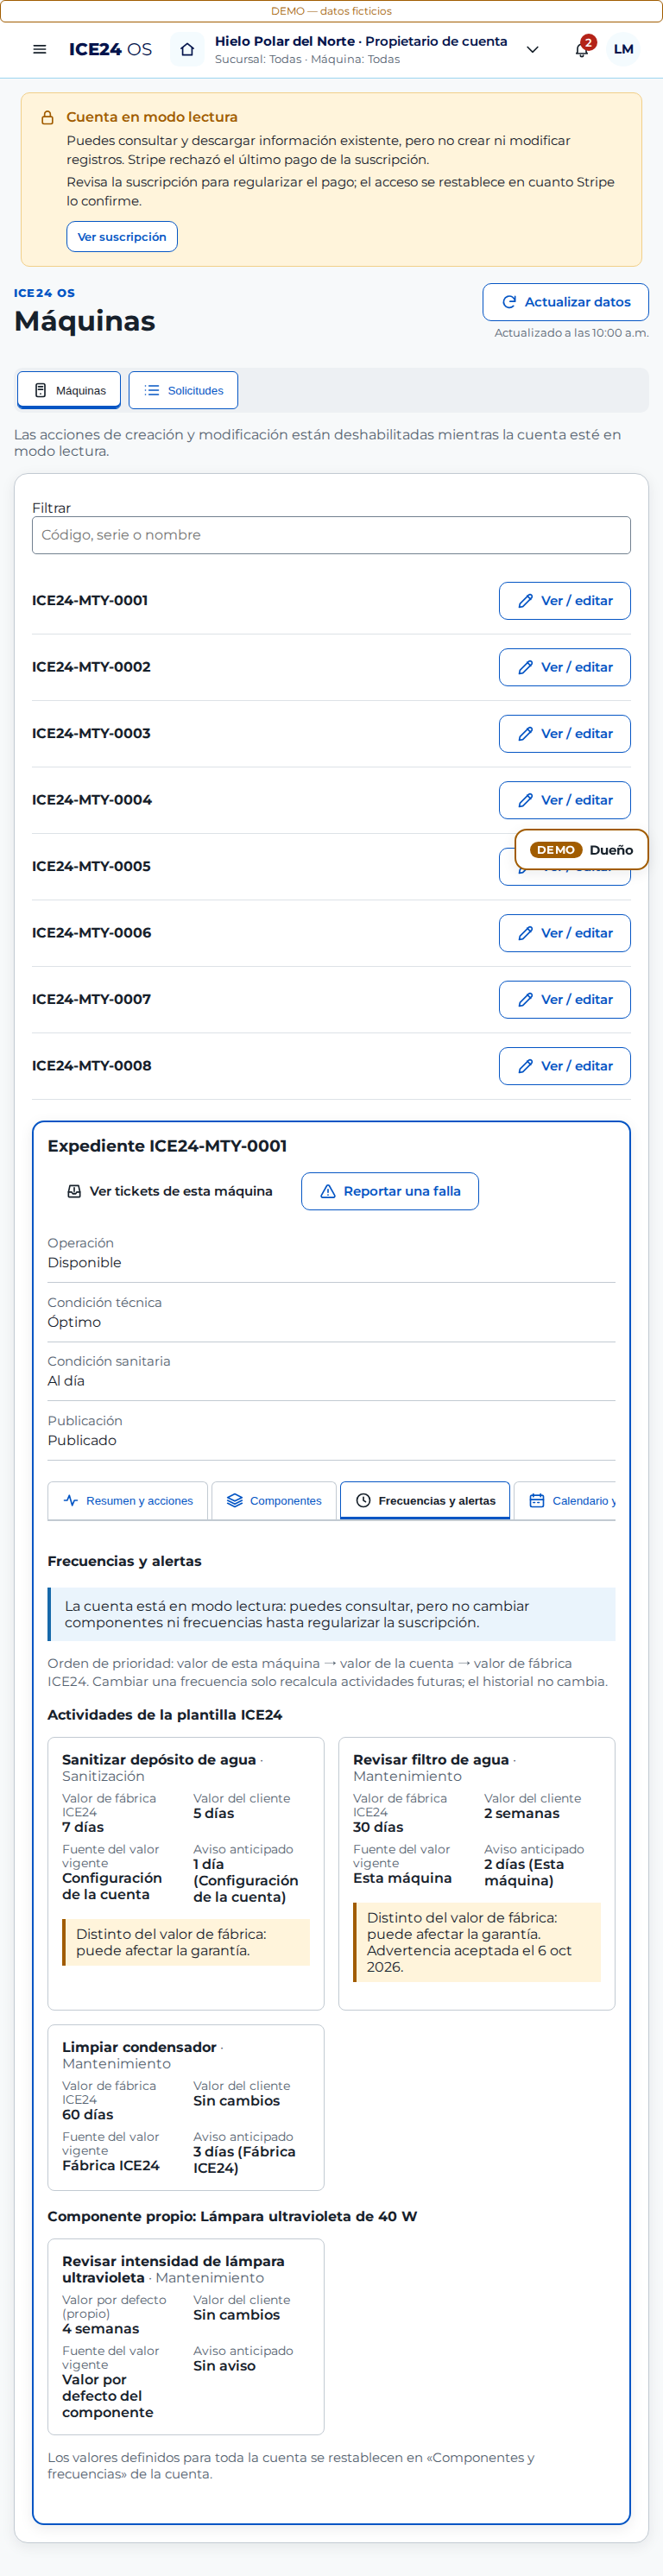 DEMO — datos ficticios
ICE24 OS
Hielo Polar del Norte · Propietario de cuenta
Sucursal: Todas · Máquina: Todas
2
LM
Cuenta en modo lectura
Puedes consultar y descargar información existente, pero no crear ni modificar
registros. Stripe rechazó el último pago de la suscripción.
Revisa la suscripción para regularizar el pago; el acceso se restablece en cuanto Stripe
lo confirme.
Ver suscripción
ICE24 OS
Máquinas
Actualizar datos
Actualizado a las 10:00 a.m.
Máquinas
Solicitudes
Las acciones de creación y modificación están deshabilitadas mientras la cuenta esté en
modo lectura.
Filtrar
Código, serie o nombre
ICE24-MTY-0001
Ver / editar
ICE24-MTY-0002
Ver / editar
ICE24-MTY-0003
Ver / editar
ICE24-MTY-0004
Ver / editar
DEMO Dueño
ICE24-MTY-0005
ICE24-MTY-0006
Ver / editar
ICE24-MTY-0007
Ver / editar
ICE24-MTY-0008
Ver / editar
Expediente ICE24-MTY-0001
Ver tickets de esta máquina
Reportar una falla
Operación
Disponible
Condición técnica
Óptimo
Condición sanitaria
Al día
Publicación
Publicado
Resumen y acciones
Componentes
Frecuencias y alertas
Calendario y
Frecuencias y alertas
La cuenta está en modo lectura: puedes consultar, pero no cambiar
componentes ni frecuencias hasta regularizar la suscripción.
Orden de prioridad: valor de esta máquina → valor de la cuenta → valor de fábrica
ICE24. Cambiar una frecuencia solo recalcula actividades futuras; el historial no cambia.
Actividades de la plantilla ICE24
Sanitizar depósito de agua ·
Sanitización
Valor de fábrica
ICE24
7 días
Valor del cliente
5 días
Fuente del valor
vigente
Configuración
de la cuenta
Aviso anticipado
1 día
(Configuración
de la cuenta)
Distinto del valor de fábrica:
puede afectar la garantía.
Revisar filtro de agua ·
Mantenimiento
Valor de fábrica
ICE24
30 días
Valor del cliente
2 semanas
Fuente del valor
vigente
Esta máquina
Aviso anticipado
2 días (Esta
máquina)
Distinto del valor de fábrica:
puede afectar la garantía.
Advertencia aceptada el 6 oct
2026.
Limpiar condensador ·
Mantenimiento
Valor de fábrica
ICE24
60 días
Valor del cliente
Sin cambios
Fuente del valor
vigente
Fábrica ICE24
Aviso anticipado
3 días (Fábrica
ICE24)
Componente propio: Lámpara ultravioleta de 40 W
Revisar intensidad de lámpara
ultravioleta · Mantenimiento
Valor por defecto
(propio)
4 semanas
Valor del cliente
Sin cambios
Fuente del valor
vigente
Valor por
defecto del
componente
Aviso anticipado
Sin aviso
Los valores definidos para toda la cuenta se restablecen en «Componentes y
frecuencias» de la cuenta.